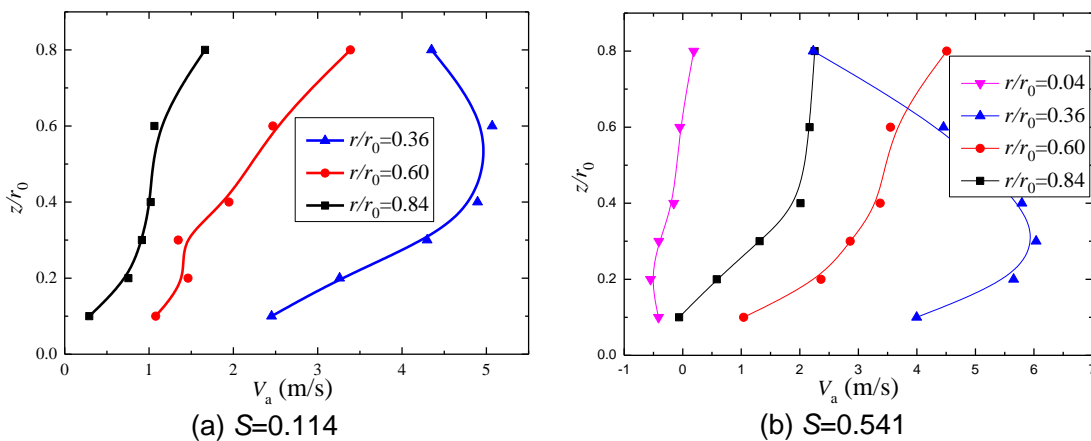 0.8
0.6
0.4
0.2
0.0
z/r0
r/r0=0.36
r/r0=0.60
r/r0=0.84
0 1 2 3 4 5
Va (m/s)
(a) S=0.114
0.8
0.6
0.4
0.2
0.0
z/r0
r/r0=0.04
r/r0=0.36
r/r0=0.60
r/r0=0.84
-1 0 1 2 3 4 5 6 7
Va (m/s)
(b) S=0.541